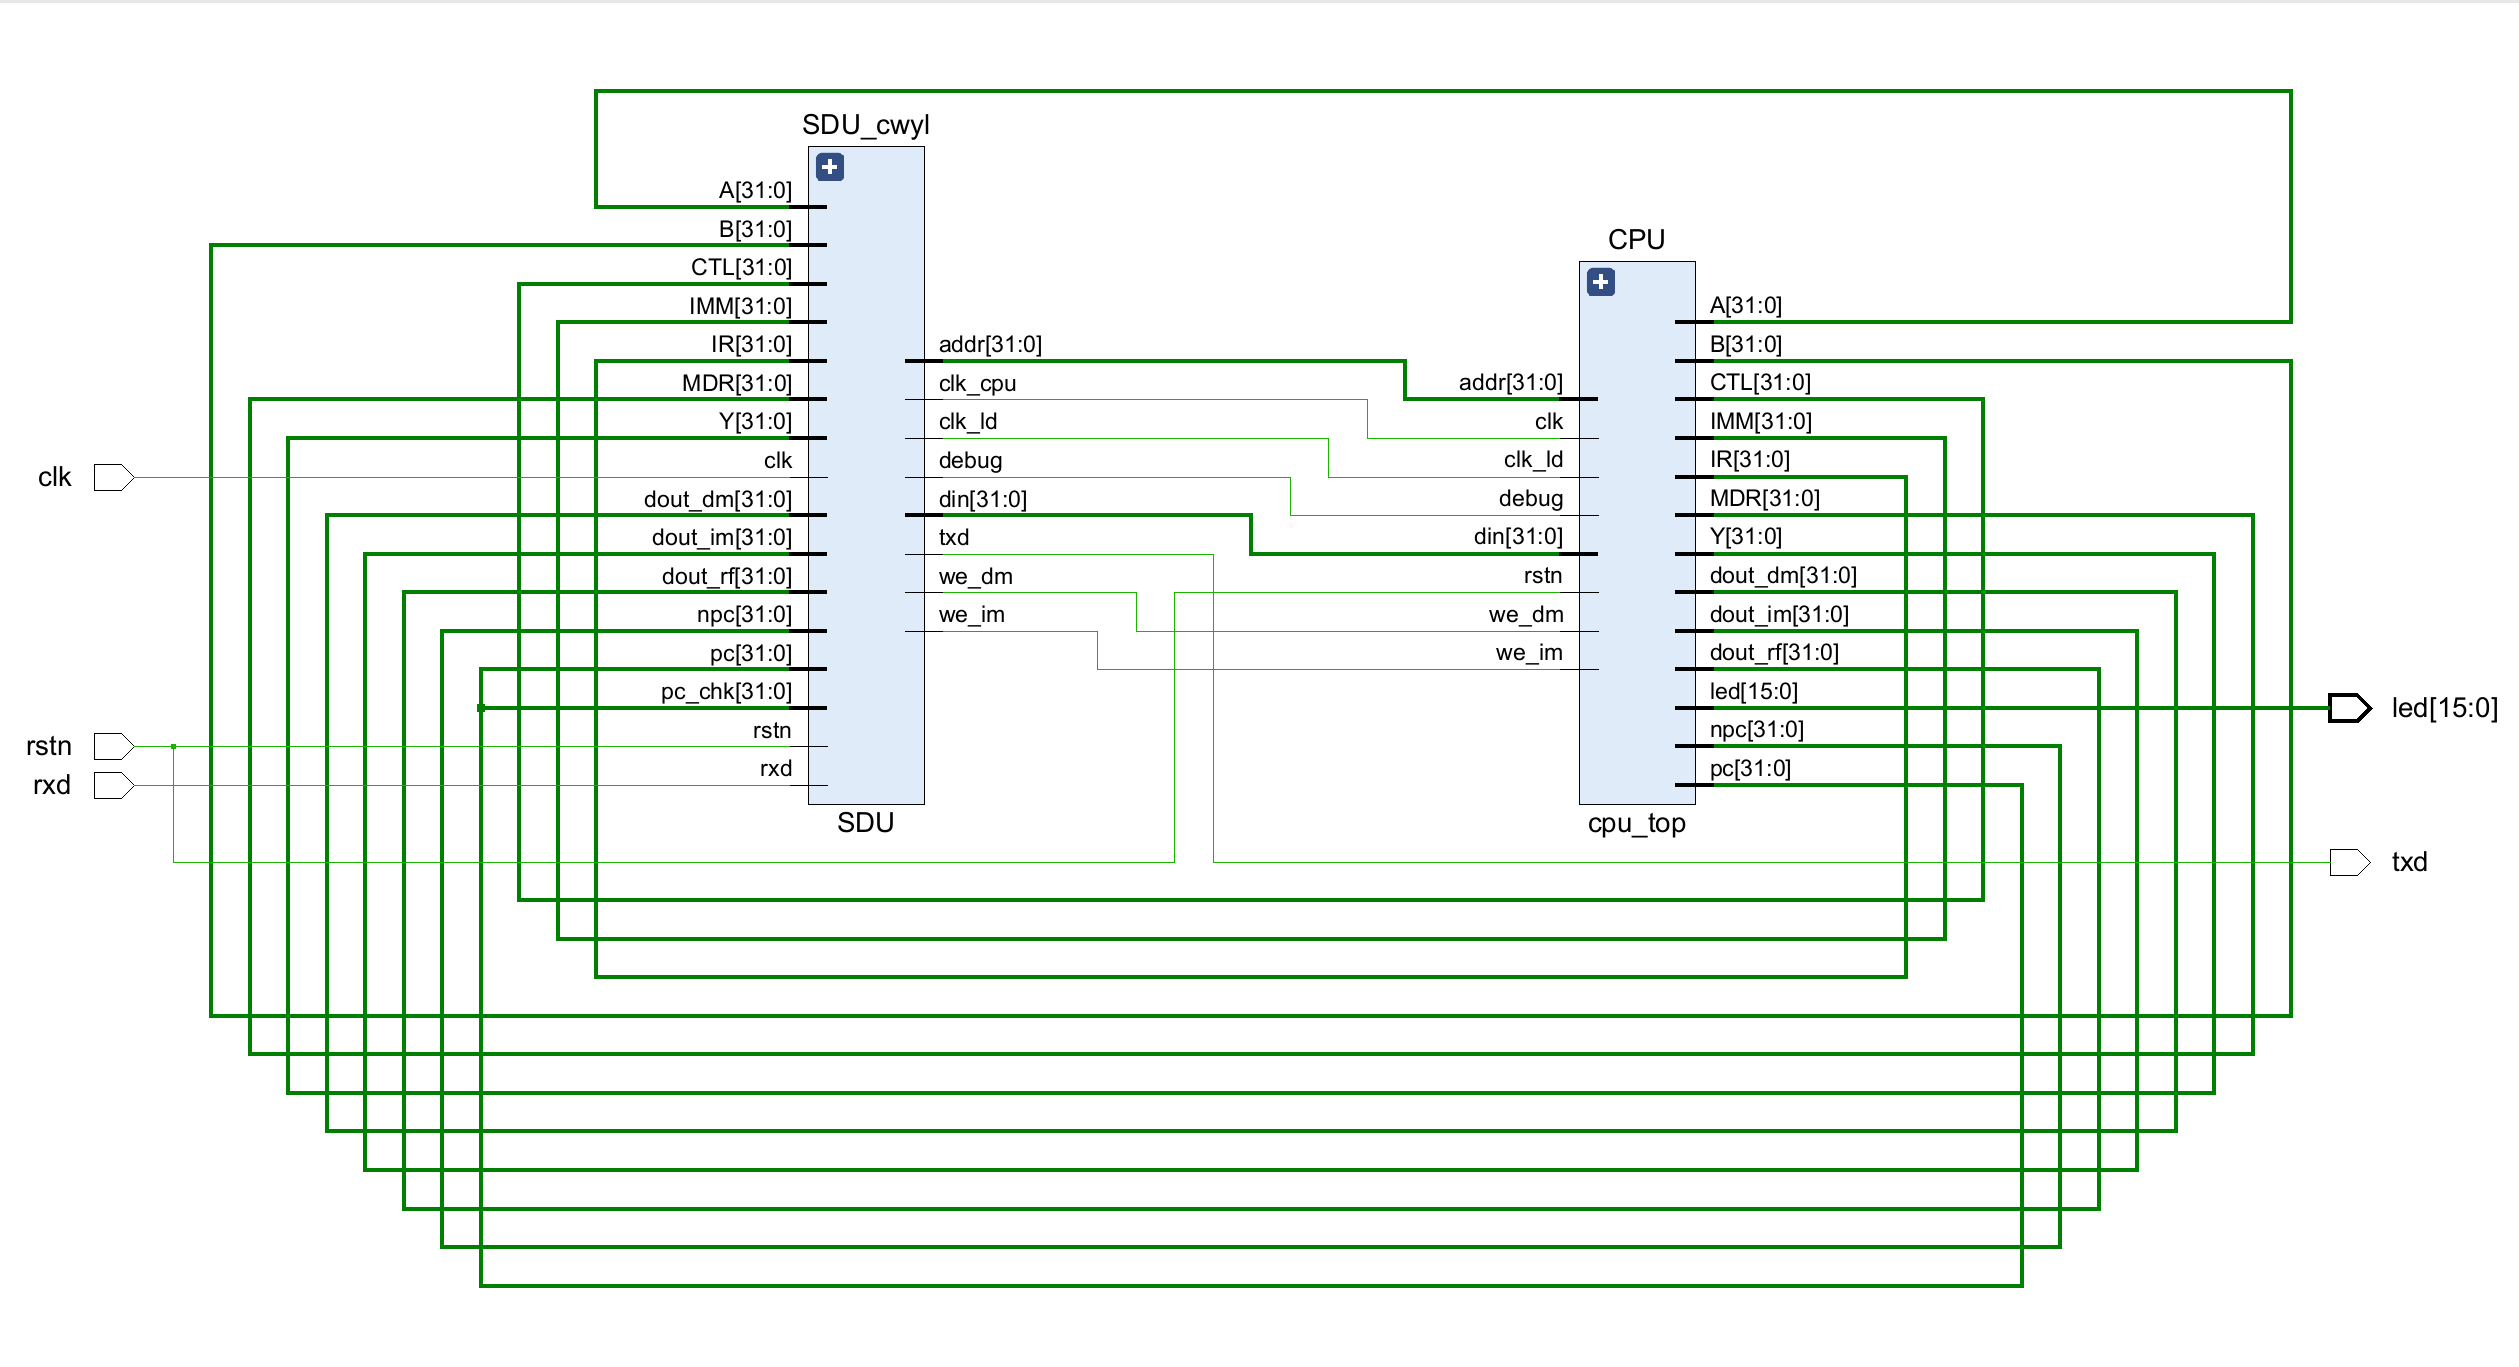 clk
rstn
rxd
SDU_cwyl
A[31:0]
B[31:0]
CTL[31:0]
IMM[31:0]
IR[31:0]
MDR[31:0]
Y[31:0]
clk
dout_dm[31:0]
dout_im[31:0]
dout_rf[31:0]
npc[31:0]
pc[31:0]
pc_chk[31:0]
rstn
rxd
addr[31:0]
clk_cpu
clk_ld
debug
din[31:0]
txd
we_dm
we_im
SDU
CPU
addr[31:0]
clk
clk_ld
debug
din[31:0]
rstn
we_dm
we_im
A[31:0]
B[31:0]
CTL[31:0]
IMM[31:0]
IR[31:0]
MDR[31:0]
Y[31:0]
dout_dm[31:0]
dout_im[31:0]
dout_rf[31:0]
led[15:0]
npc[31:0]
pc[31:0]
cpu_top
led[15:0]
txd